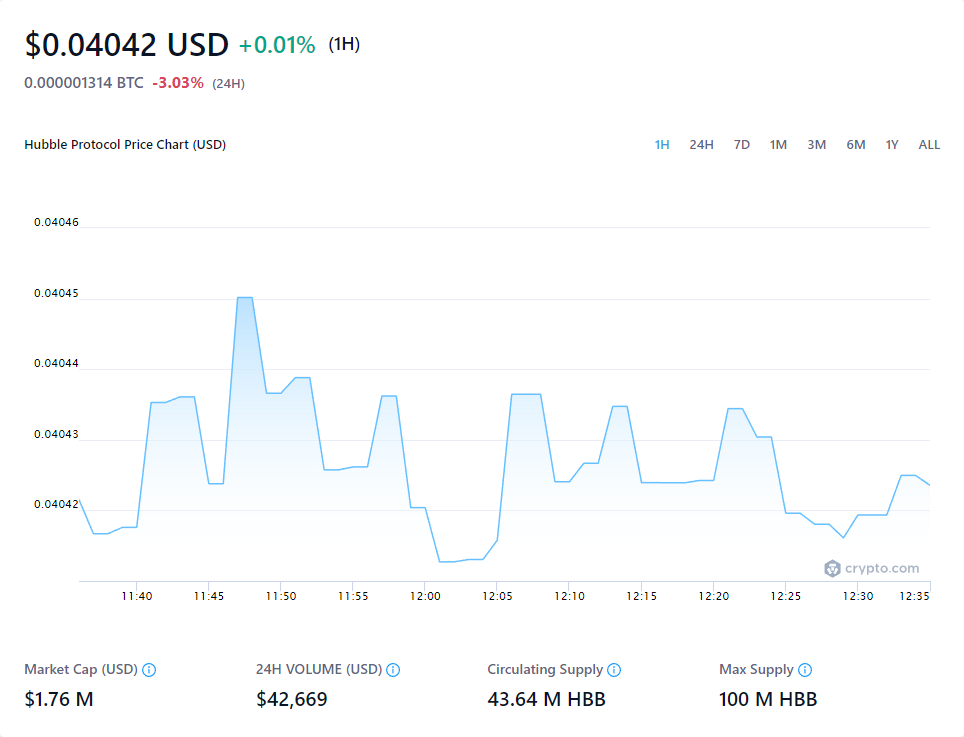 $0.04042 USD +0.01% (1H)
0.000001314 BTC -3.03% (24H)
Hubble Protocol Price Chart (USD) 1H 24H 7D 1M 3M 6M 1Y ALL
0.04046
0.04045
0.04044
0.04043
0.04042
crypto.com
11:40 11:45 11:50 11:55 12:00 12:05 12:10 12:15 12:20 12:25 12:30 12:35
Market Cap (USD) 24H VOLUME (USD) Circulating Supply Max Supply
$1.76 M $42,669 43.64 M HBB 100 M HBB